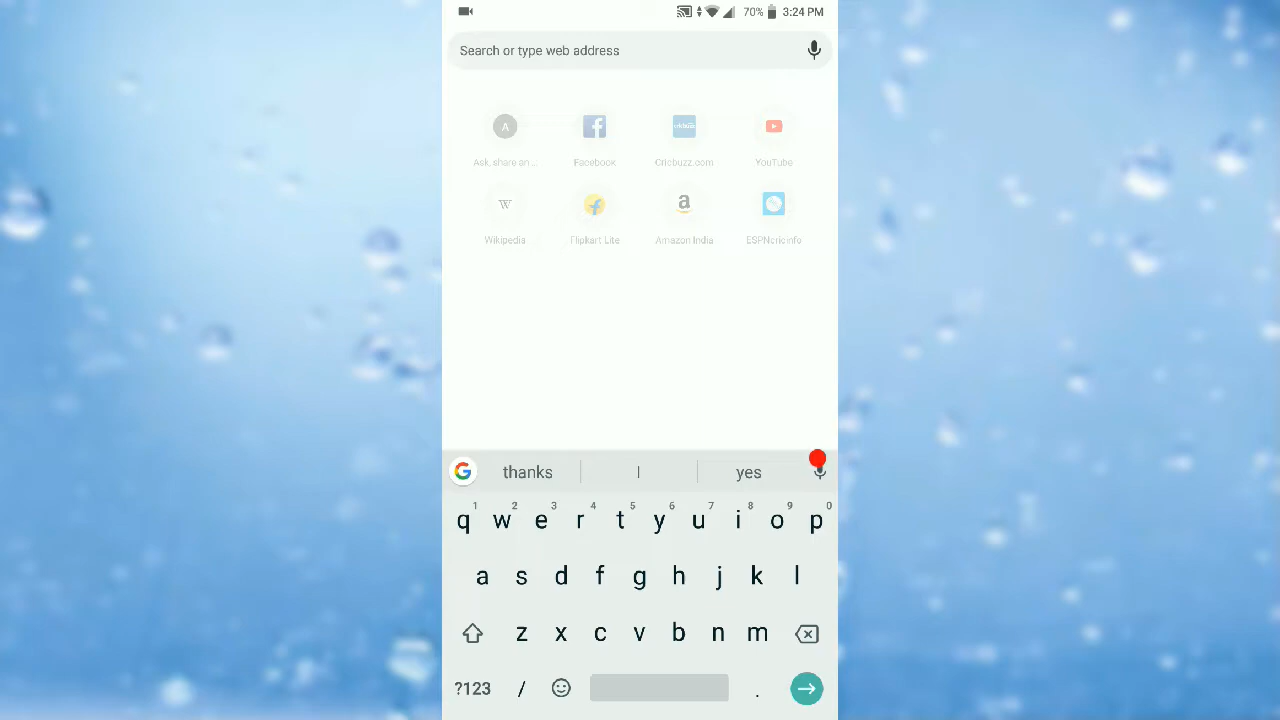 70% 3:24 PM
Search or type web address
A
Ask, share an ...
Facebook
cricbuzz
Cricbuzz.com
YouTube
W
Wikipedia
Flipkart Lite
a
Amazon India
ESPNcricinfo
G thanks I yes
1 2 3 4 5 6 7 8 9 0
q w e r t y u i o p
a s d f g h j k l
z x c v b n m
?123 / .